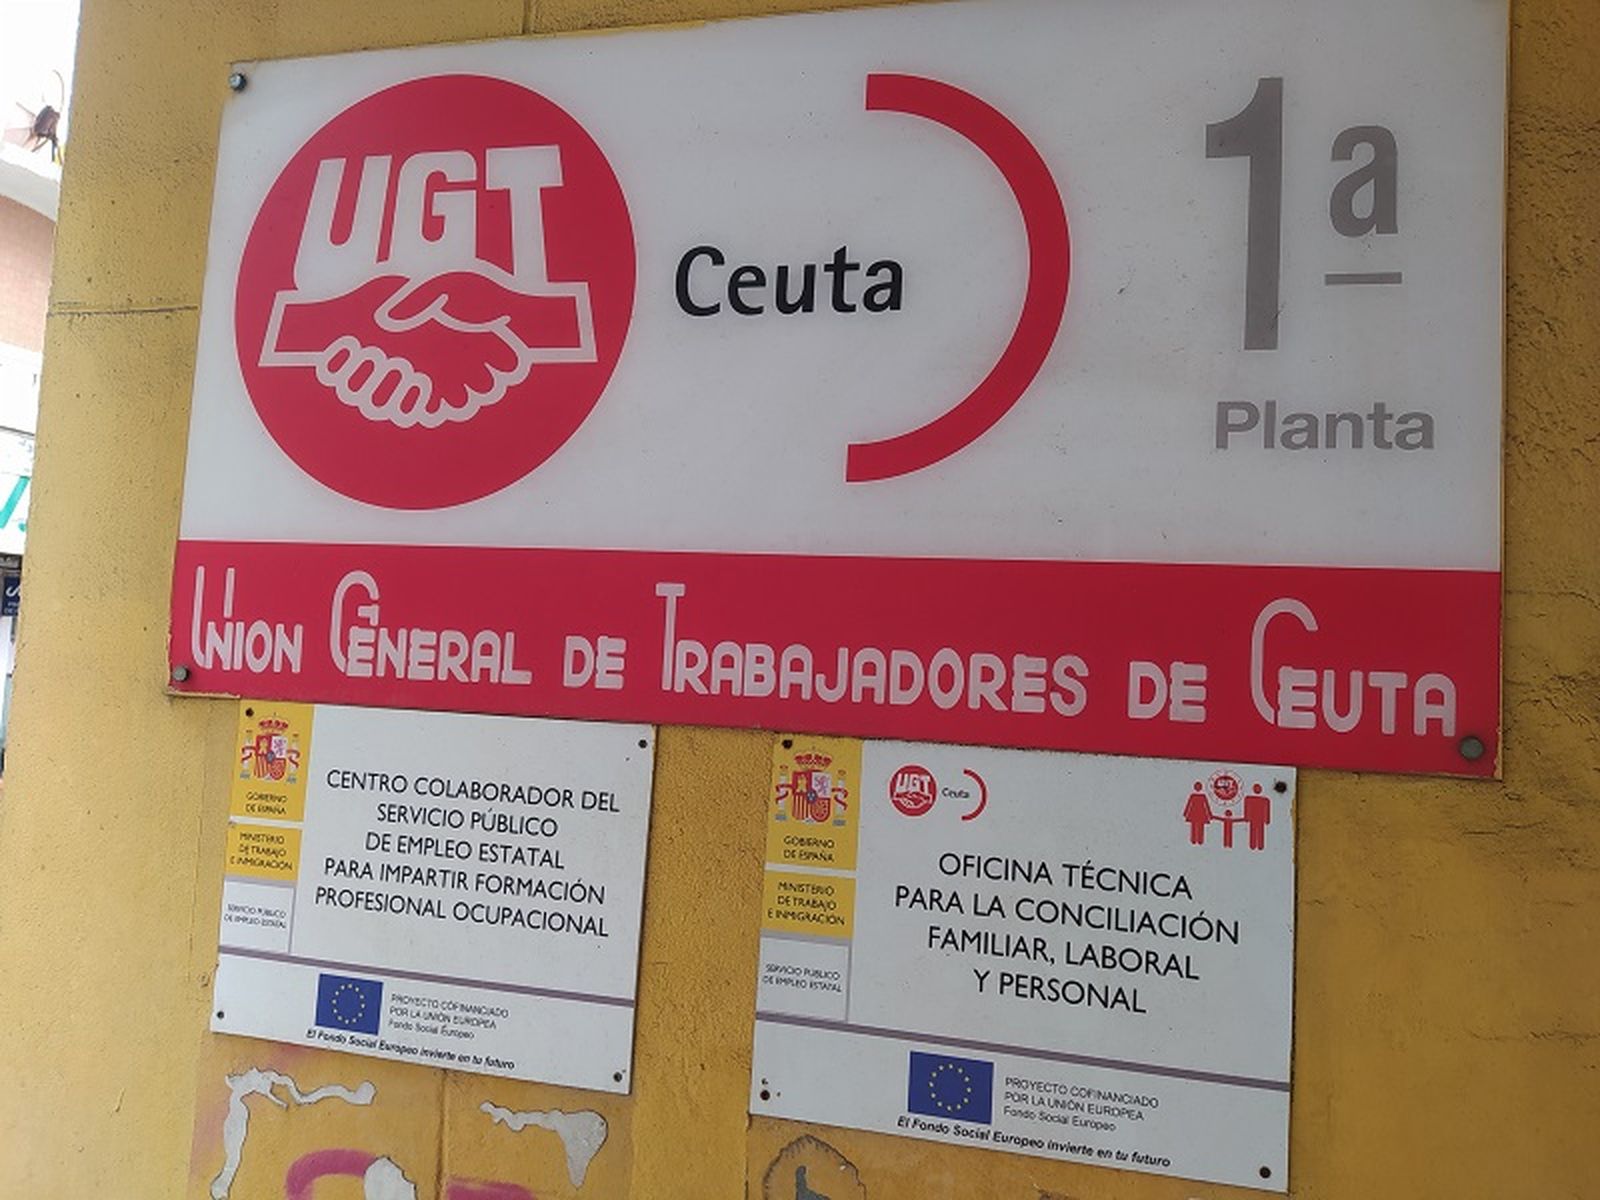 UGT
Ceuta
1ª
Planta
UNION GENERAL DE TRABAJADORES DE CEUTA
GOBIERNO
DE ESPAÑA
MINISTERIO
DE TRABAJO
E INMIGRACIÓN
SERVICIO PÚBLICO
DE EMPLEO ESTATAL
CENTRO COLABORADOR DEL
SERVICIO PÚBLICO
DE EMPLEO ESTATAL
PARA IMPARTIR FORMACIÓN
PROFESIONAL OCUPACIONAL
PROYECTO COFINANCIADO
POR LA UNIÓN EUROPEA
Fondo Social Europeo
El Fondo Social Europeo invierte en tu futuro
GOBIERNO
DE ESPAÑA
MINISTERIO
DE TRABAJO
E INMIGRACIÓN
SERVICIO PÚBLICO
DE EMPLEO ESTATAL
UGT
Ceuta
UGT
OFICINA TÉCNICA
PARA LA CONCILIACIÓN
FAMILIAR, LABORAL
Y PERSONAL
PROYECTO COFINANCIADO
POR LA UNIÓN EUROPEA
Fondo Social Europeo
El Fondo Social Europeo invierte en tu futuro